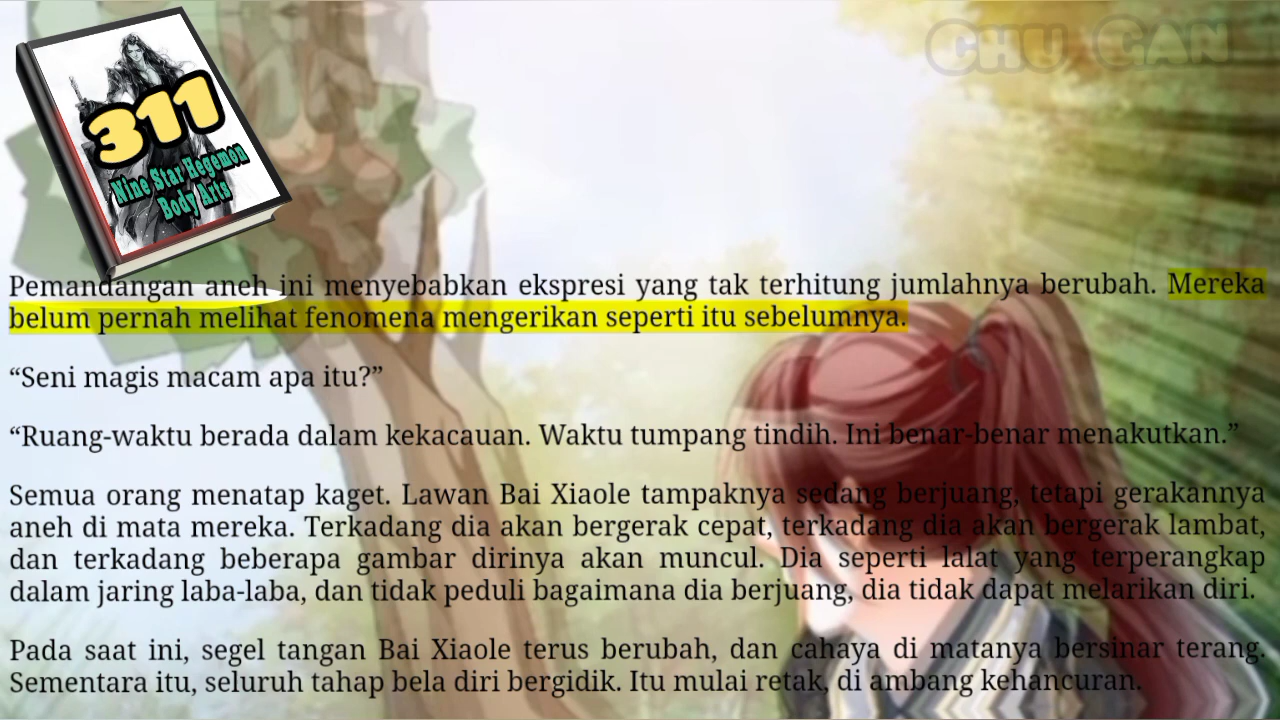 CHU GAN
311
Nine Star Hegemon
Body Arts
Pemandangan aneh ini menyebabkan ekspresi yang tak terhitung jumlahnya berubah. Mereka
belum pernah melihat fenomena mengerikan seperti itu sebelumnya.
“Seni magis macam apa itu?”
“Ruang-waktu berada dalam kekacauan. Waktu tumpang tindih. Ini benar-benar menakutkan.”
Semua orang menatap kaget. Lawan Bai Xiaole tampaknya sedang berjuang, tetapi gerakannya
aneh di mata mereka. Terkadang dia akan bergerak cepat, terkadang dia akan bergerak lambat,
dan terkadang beberapa gambar dirinya akan muncul. Dia seperti lalat yang terperangkap
dalam jaring laba-laba, dan tidak peduli bagaimana dia berjuang, dia tidak dapat melarikan diri.
Pada saat ini, segel tangan Bai Xiaole terus berubah, dan cahaya di matanya bersinar terang.
Sementara itu, seluruh tahap bela diri bergidik. Itu mulai retak, di ambang kehancuran.